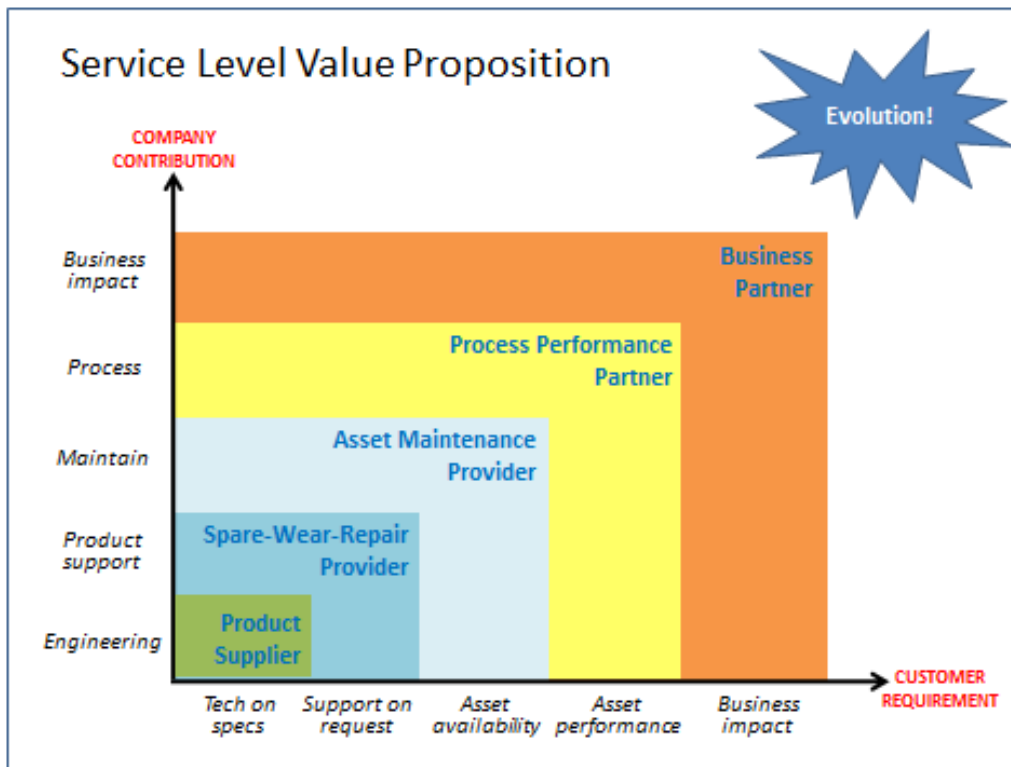 Service Level Value Proposition
Evolution!
COMPANY
CONTRIBUTION
Business
impact
Process
Maintain
Product
support
Engineering
Business
Partner
Process Performance
Partner
Asset Maintenance
Provider
Spare-Wear-Repair
Provider
Product
Supplier
CUSTOMER
REQUIREMENT
Tech on
specs
Support on
request
Asset
availability
Asset
performance
Business
impact